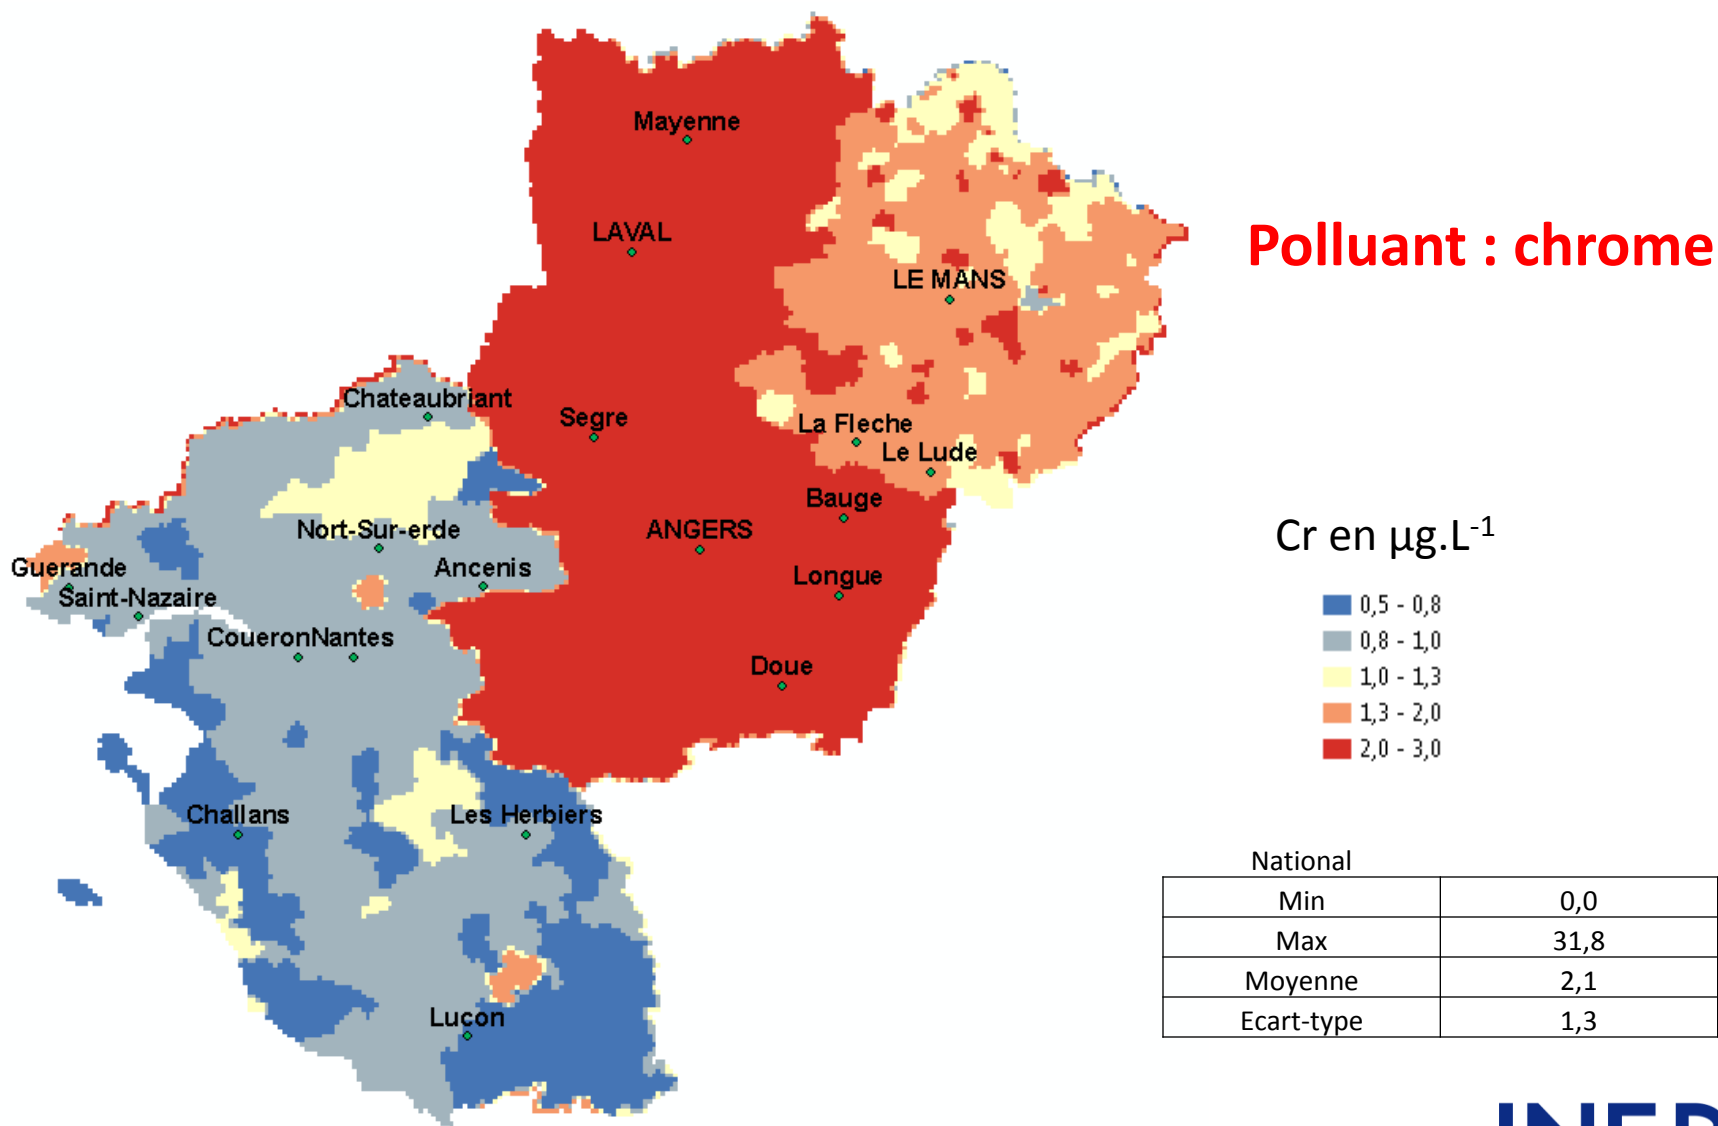 Mayenne
LAVAL
Polluant : chrome
LE MANS
Chateaubriant
Segre
La Fleche
Le Lude
Bauge
Nort-Sur-erde
ANGERS
Cr en µg.L-1
Guerande
Ancenis
Longue
Saint-Nazaire
0,5 - 0,8
0,8 - 1,0
CoueronNantes
Doue
1,0 - 1,3
1,3 - 2,0
2,0 - 3,0
Challans
Les Herbiers
National
Min 0,0
Max 31,8
Moyenne 2,1
Lucon
Ecart-type 1,3